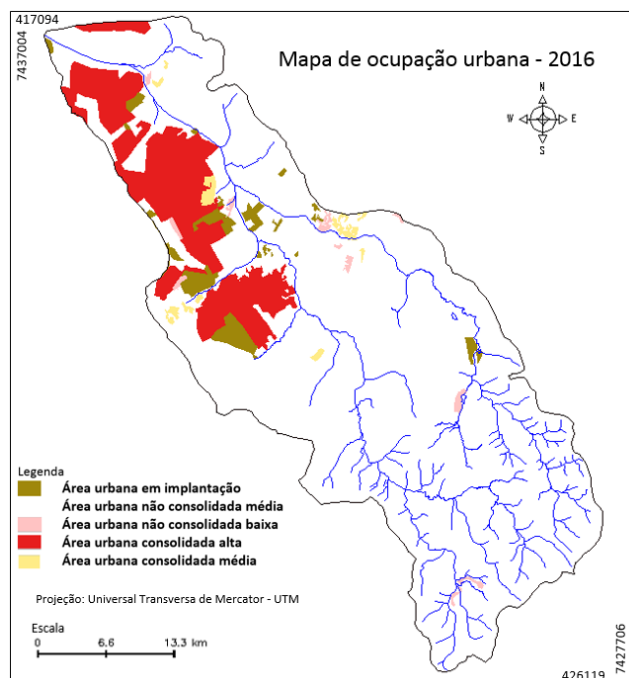 417094
7437004
Mapa de ocupação urbana - 2016
N
W E
S
Legenda
Área urbana em implantação
Área urbana não consolidada média
Área urbana não consolidada baixa
Área urbana consolidada alta
Área urbana consolidada média
Projeção: Universal Transversa de Mercator - UTM
Escala
0 6.6 13.3 km
7427706
426119